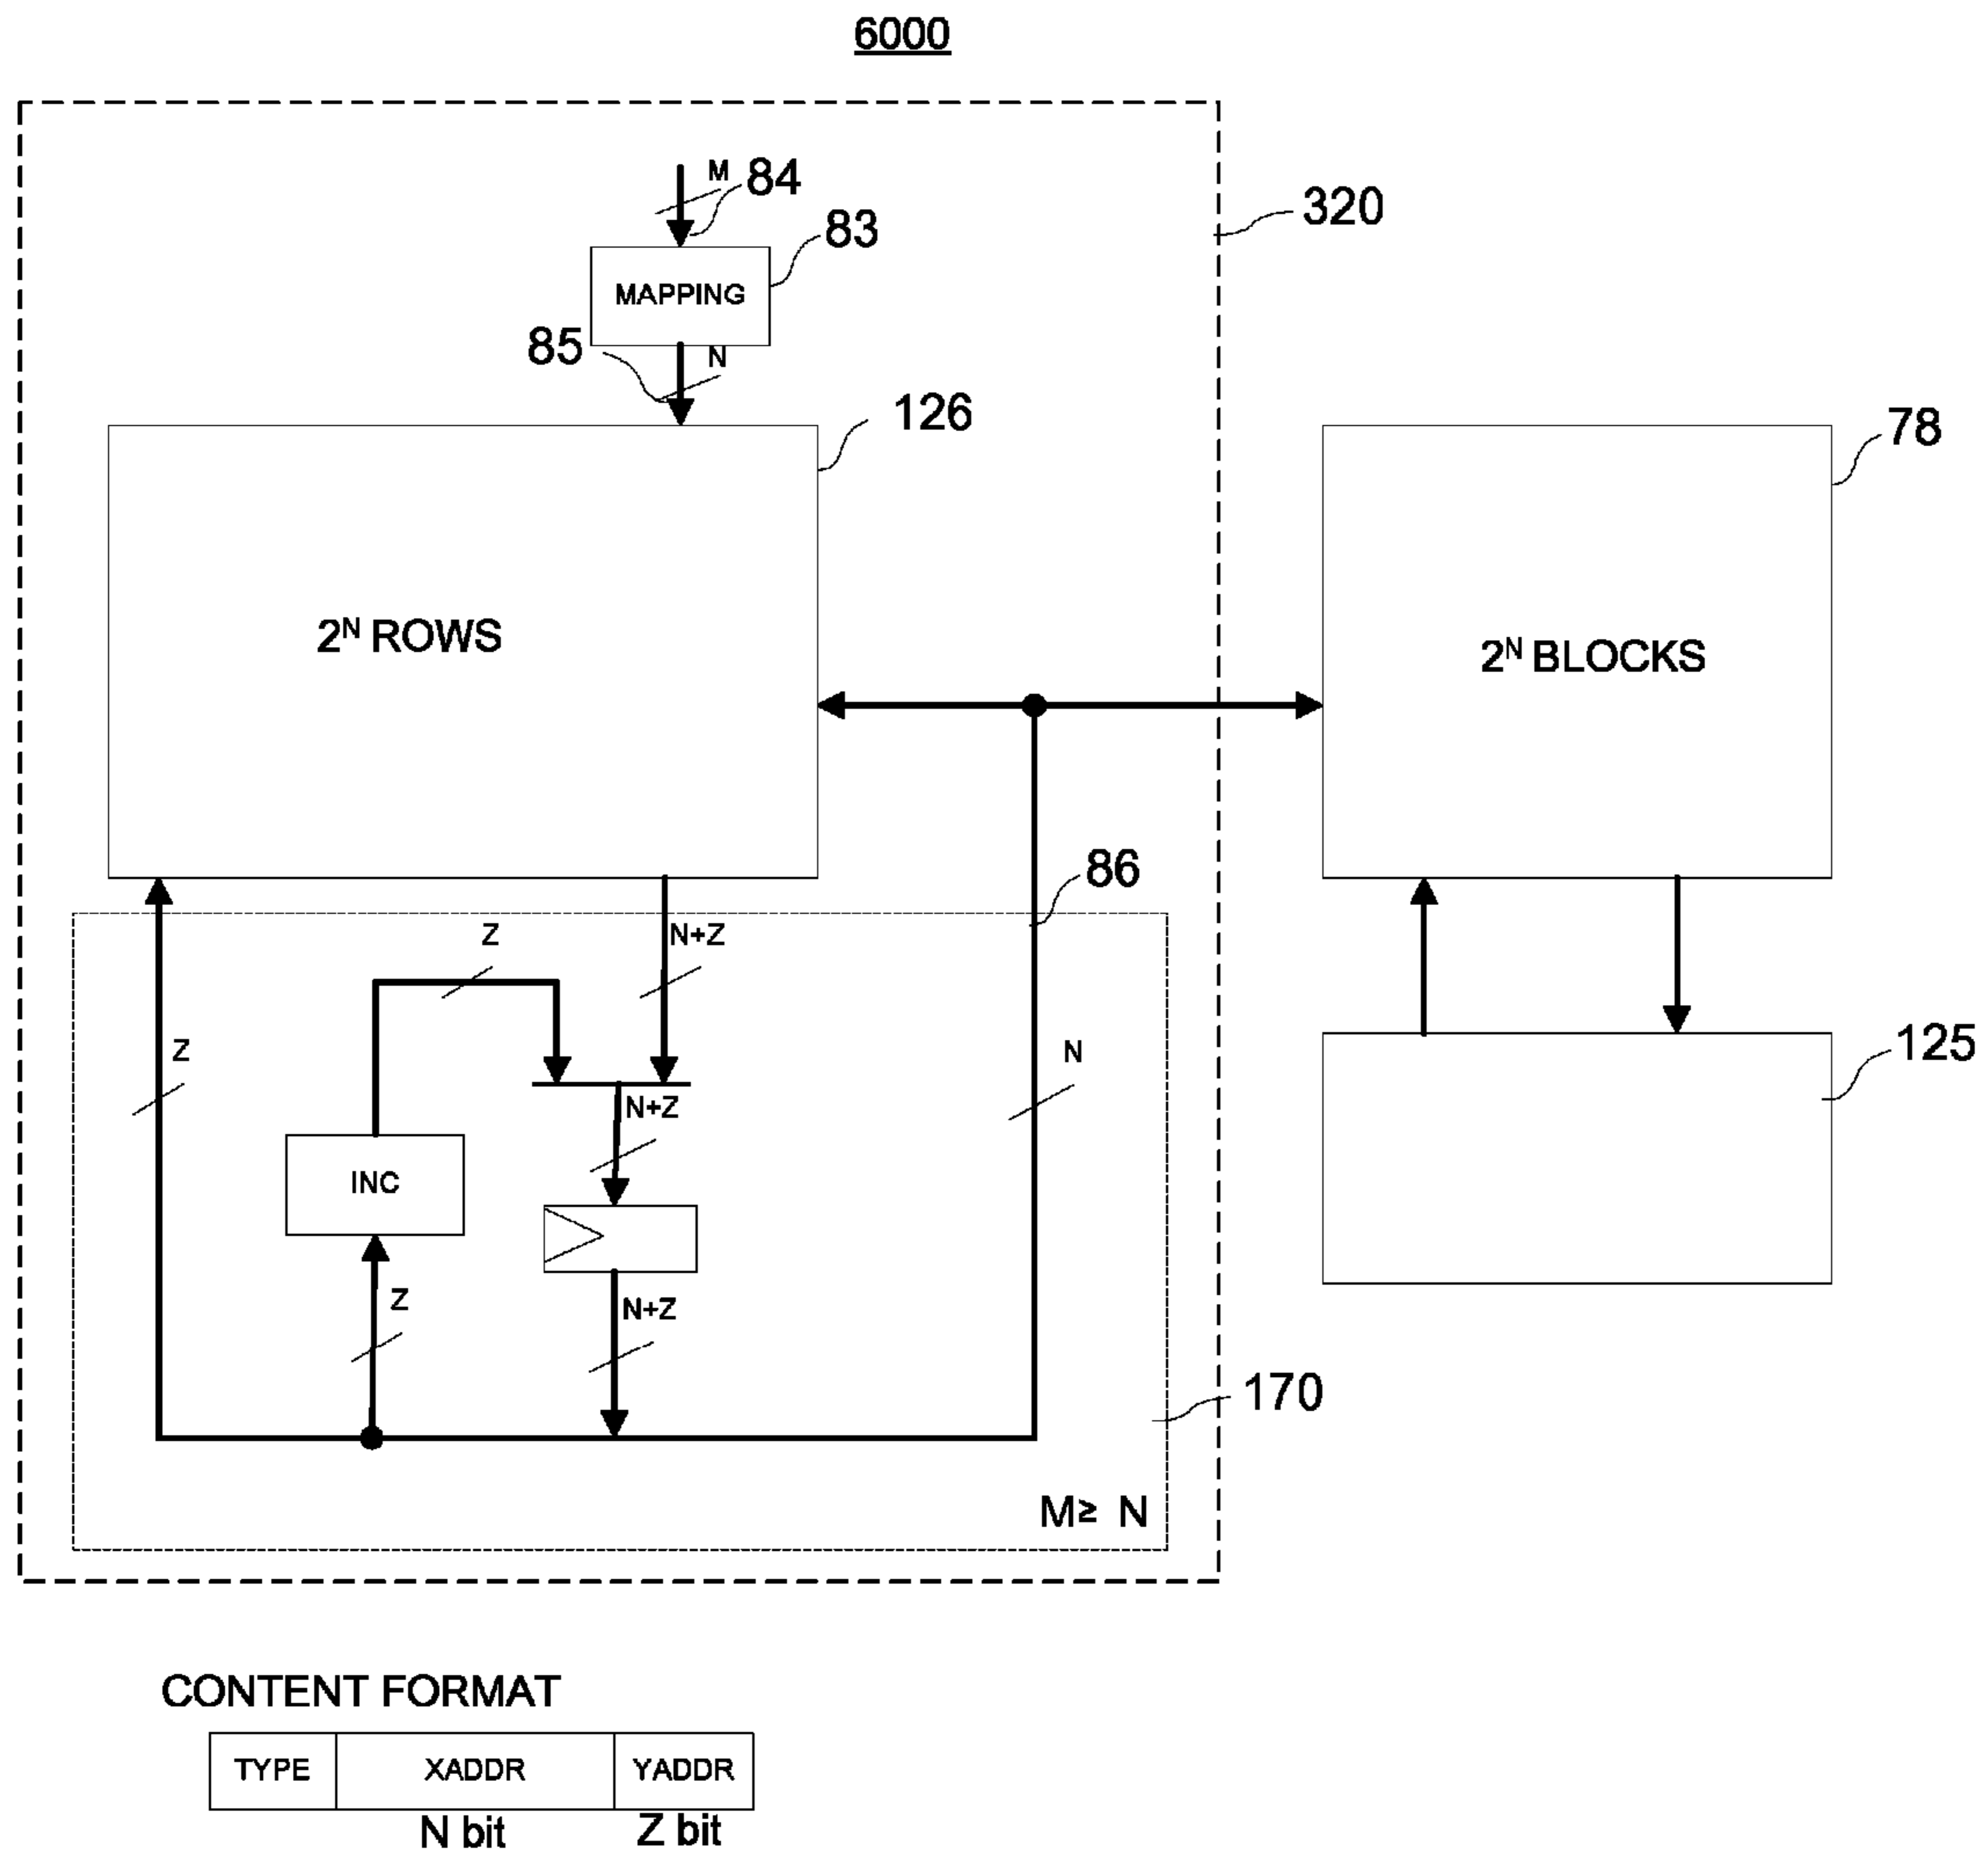 6000
M
84
320
83
MAPPING
85
N
126
78
2N ROWS
2N BLOCKS
86
Z
N+Z
Z
N
125
N+Z
INC
Z
N+Z
170
M≥ N
CONTENT FORMAT
TYPE XADDR YADDR
N bit Z bit